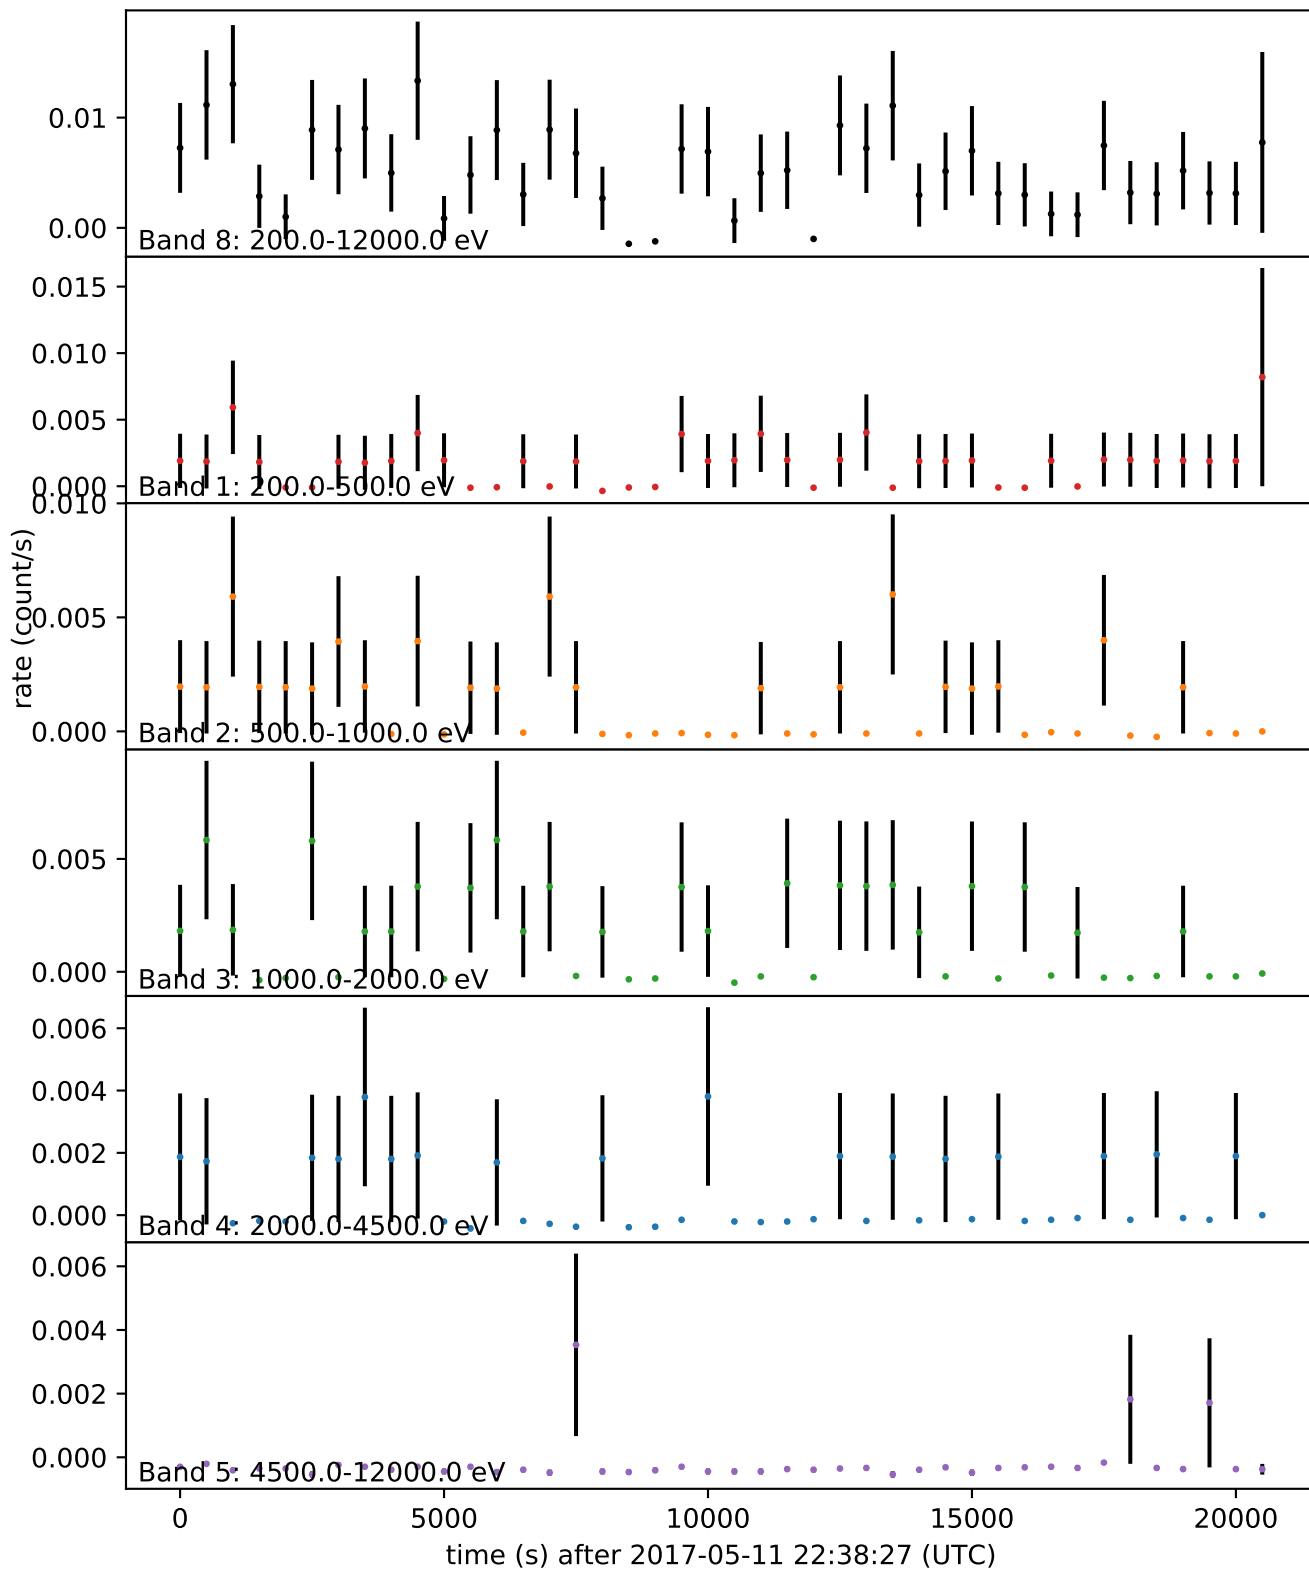 0.01
0.00
Band 8: 200.0-12000.0 eV
0.015
0.010
0.005
0.000
Band 1: 200.0-500.0 eV
0.010
0.005
0.000
Band 2: 500.0-1000.0 eV
rate (count/s)
0.005
0.000
Band 3: 1000.0-2000.0 eV
0.006
0.004
0.002
0.000
Band 4: 2000.0-4500.0 eV
0.006
0.004
0.002
0.000
Band 5: 4500.0-12000.0 eV
0 5000 10000 15000 20000
time (s) after 2017-05-11 22:38:27 (UTC)